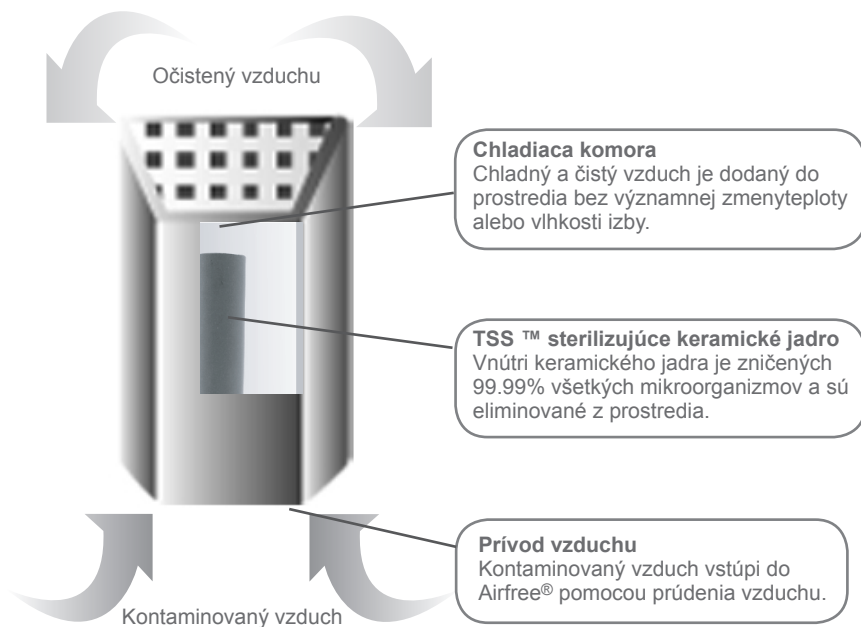 Očistený vzduchu
Chladiaca komora
Chladný a čistý vzduch je dodaný do
prostredia bez významnej zmenyteploty
alebo vlhkosti izby.
TSS ™ sterilizujúce keramické jadro
Vnútri keramického jadra je zničených
99.99% všetkých mikroorganizmov a sú
eliminované z prostredia.
Prívod vzduchu
Kontaminovaný vzduch vstúpi do
Airfree® pomocou prúdenia vzduchu.
Kontaminovaný vzduch